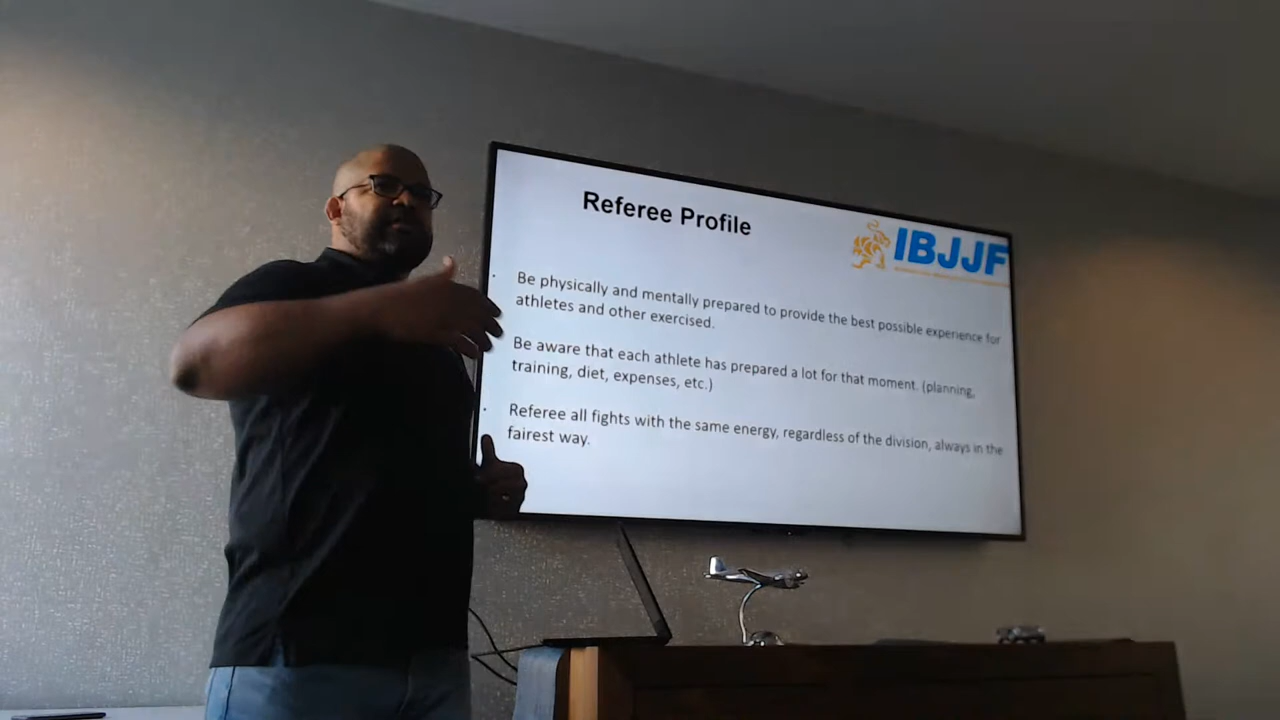 Referee Profile
IBJJF
Be physically and mentally prepared to provide the best possible experience for
athletes and other exercised.
Be aware that each athlete has prepared a lot for that moment. (planning,
training, diet, expenses, etc.)
Referee all fights with the same energy, regardless of the division, always in the
fairest way.